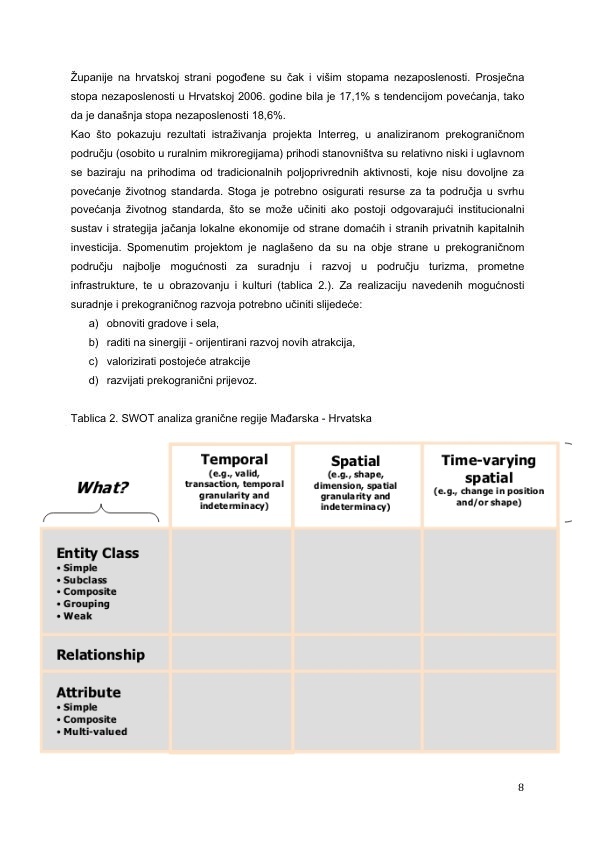 Županije na hrvatskoj strani pogođene su čak i višim stopama nezaposlenosti. Prosječna
stopa nezaposlenosti u Hrvatskoj 2006. godine bila je 17,1% s tendencijom povećanja, tako
da je današnja stopa nezaposlenosti 18,6%.
Kao što pokazuju rezultati istraživanja projekta Interreg, u analiziranom prekograničnom
području (osobito u ruralnim mikroregijama) prihodi stanovništva su relativno niski i uglavnom
se baziraju na prihodima od tradicionalnih poljoprivrednih aktivnosti, koje nisu dovoljne za
povećanje životnog standarda. Stoga je potrebno osigurati resurse za ta područja u svrhu
povećanja životnog standarda, što se može učiniti ako postoji odgovarajući institucionalni
sustav i strategija jačanja lokalne ekonomije od strane domaćih i stranih privatnih kapitalnih
investicija. Spomenutim projektom je naglašeno da su na obje strane u prekograničnom
području najbolje mogućnosti za suradnju i razvoj u području turizma, prometne
infrastrukture, te u obrazovanju i kulturi (tablica 2.). Za realizaciju navedenih mogućnosti
suradnje i prekograničnog razvoja potrebno učiniti slijedeće:
a) obnoviti gradove i sela,
b) raditi na sinergiji - orijentirani razvoj novih atrakcija,
c) valorizirati postojeće atrakcije
d) razvijati prekogranični prijevoz.
Tablica 2. SWOT analiza granične regije Mađarska - Hrvatska
What?
Temporal
(e.g., valid,
transaction, temporal
granularity and
indeterminacy)
Spatial
(e.g., shape,
dimension, spatial
granularity and
indeterminacy)
Time-varying
spatial
(e.g., change in position
and/or shape)
Entity Class
• Simple
• Subclass
• Composite
• Grouping
• Weak
Relationship
Attribute
• Simple
• Composite
• Multi-valued
8